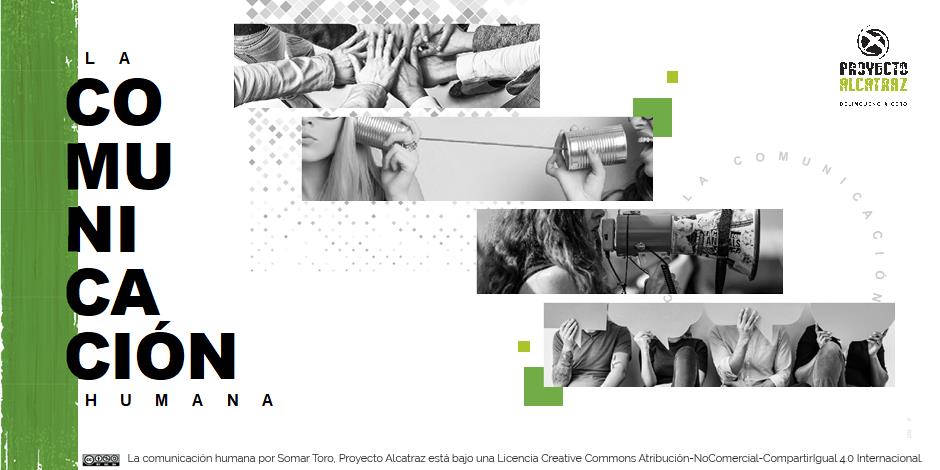 LA
CO
MU
NI
CA
CIÓN
HUMANA
PROYECTO
ALCATRAZ
DELINCUENCIA CERO
LA COMUNICACIÓN
La comunicación humana por Somar Toro, Proyecto Alcatraz está bajo una Licencia Creative Commons Atribución-NoComercial-CompartirIgual 4.0 Internacional.